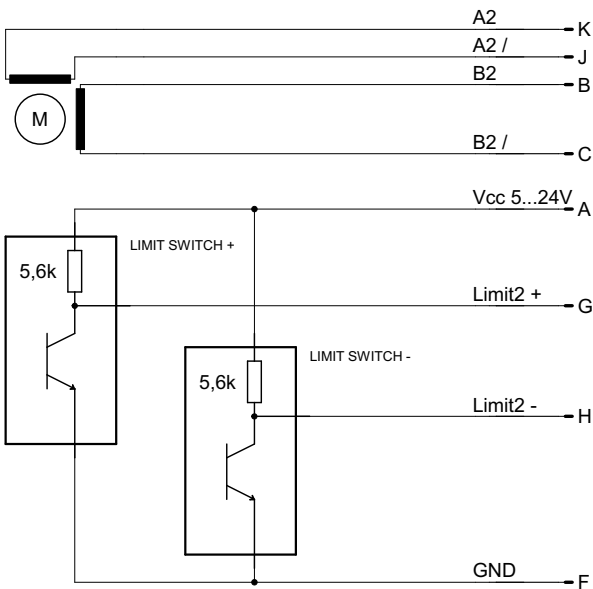 A2 K
A2 / J
B2 B
M
B2 / C
Vcc 5...24V A
LIMIT SWITCH +
5,6k
Limit2 + G
LIMIT SWITCH -
5,6k
Limit2 - H
GND F